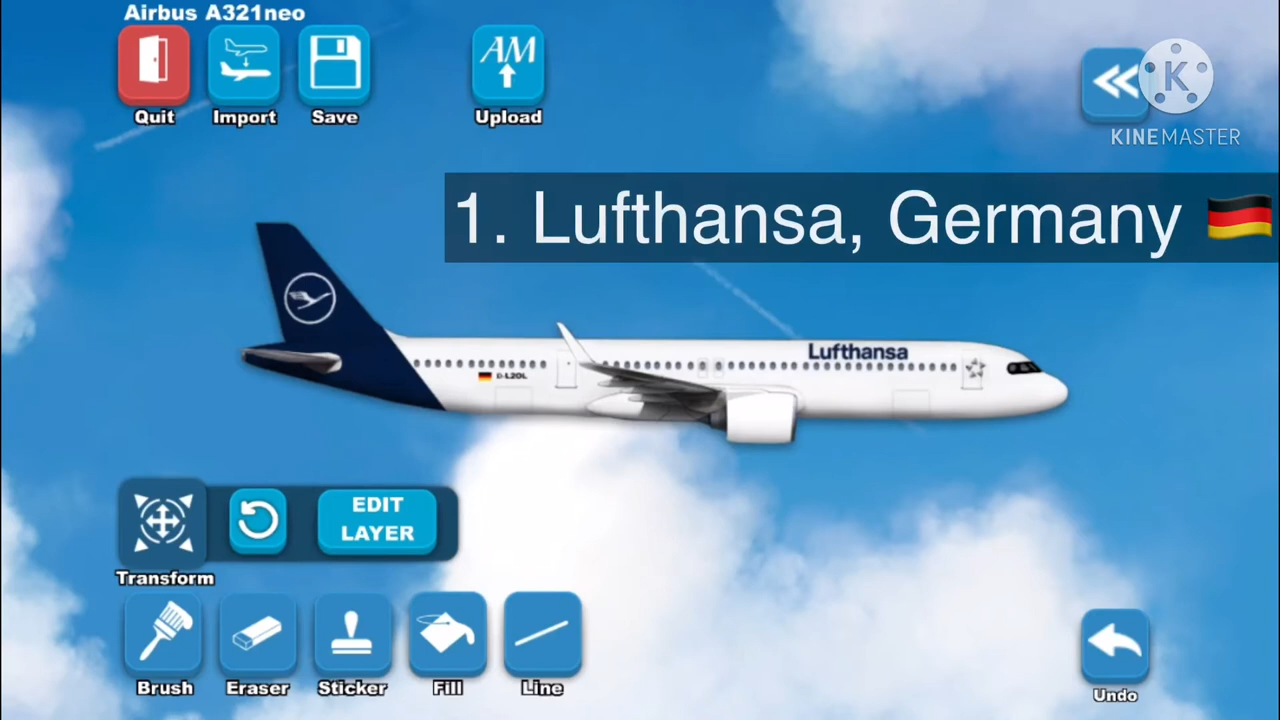 Airbus A321neo
Quit
Import
Save
AM
Upload
K
KINEMASTER
1. Lufthansa, Germany 🇩🇪
Lufthansa
EDIT
LAYER
Transform
Brush
Eraser
Sticker
Fill
Line
Undo